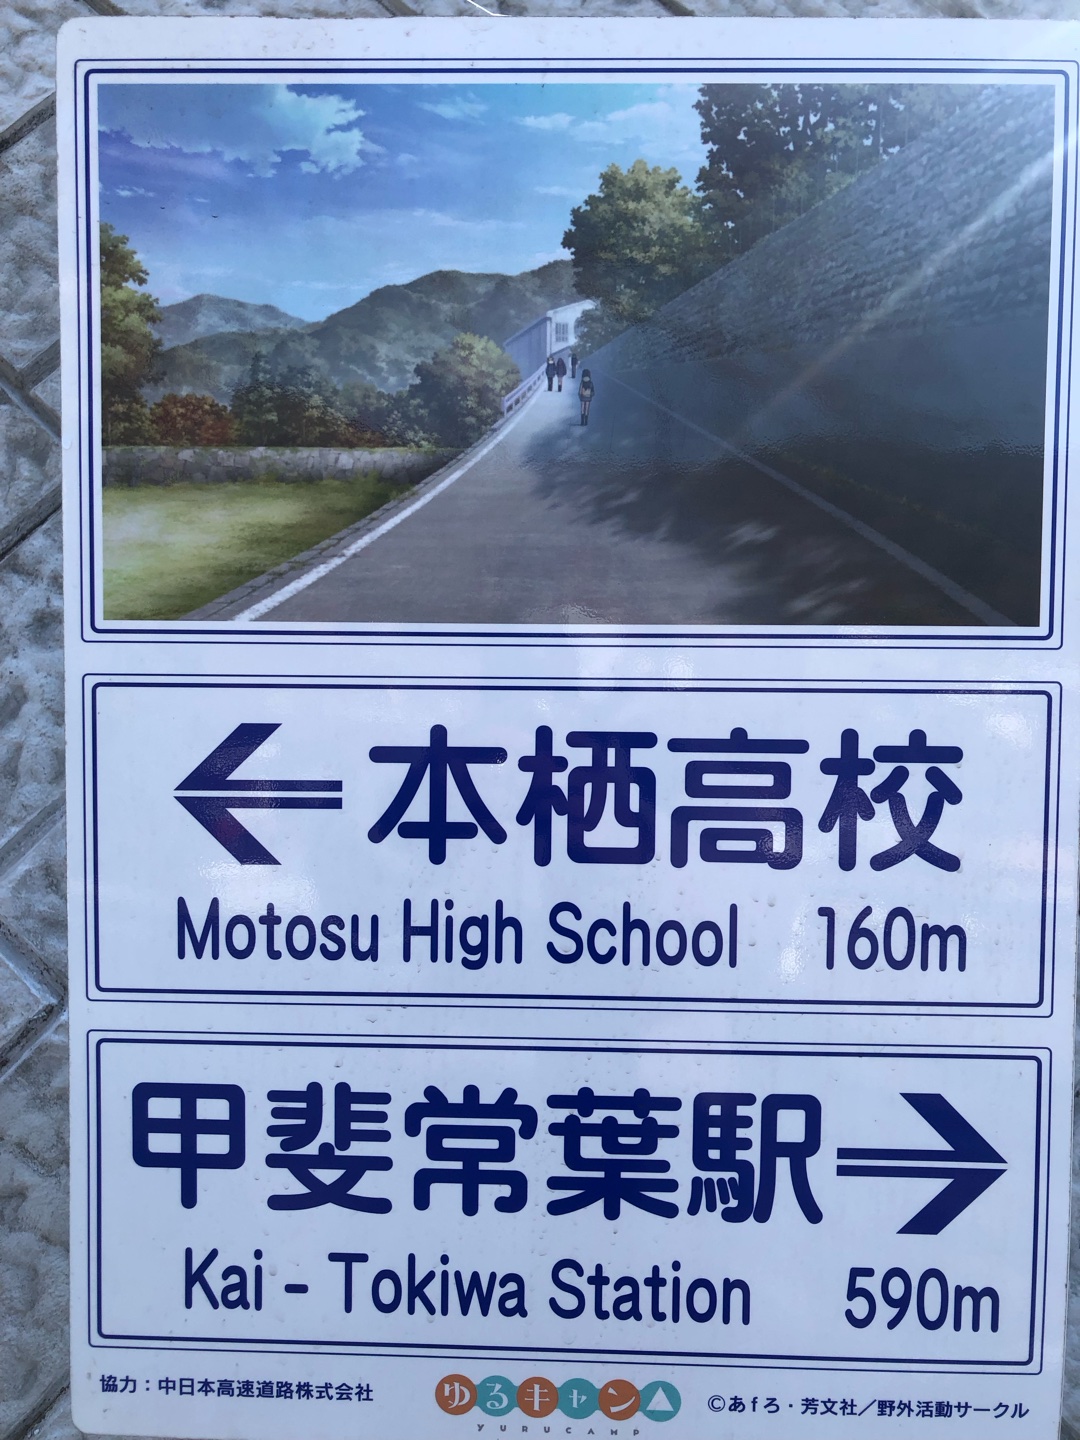 本栖高校
Motosu High School 160m
甲斐常葉駅
Kai - Tokiwa Station 590m
協力：中日本高速道路株式会社
ゆるキャン△
YURUCAMP
©あfろ・芳文社／野外活動サークル